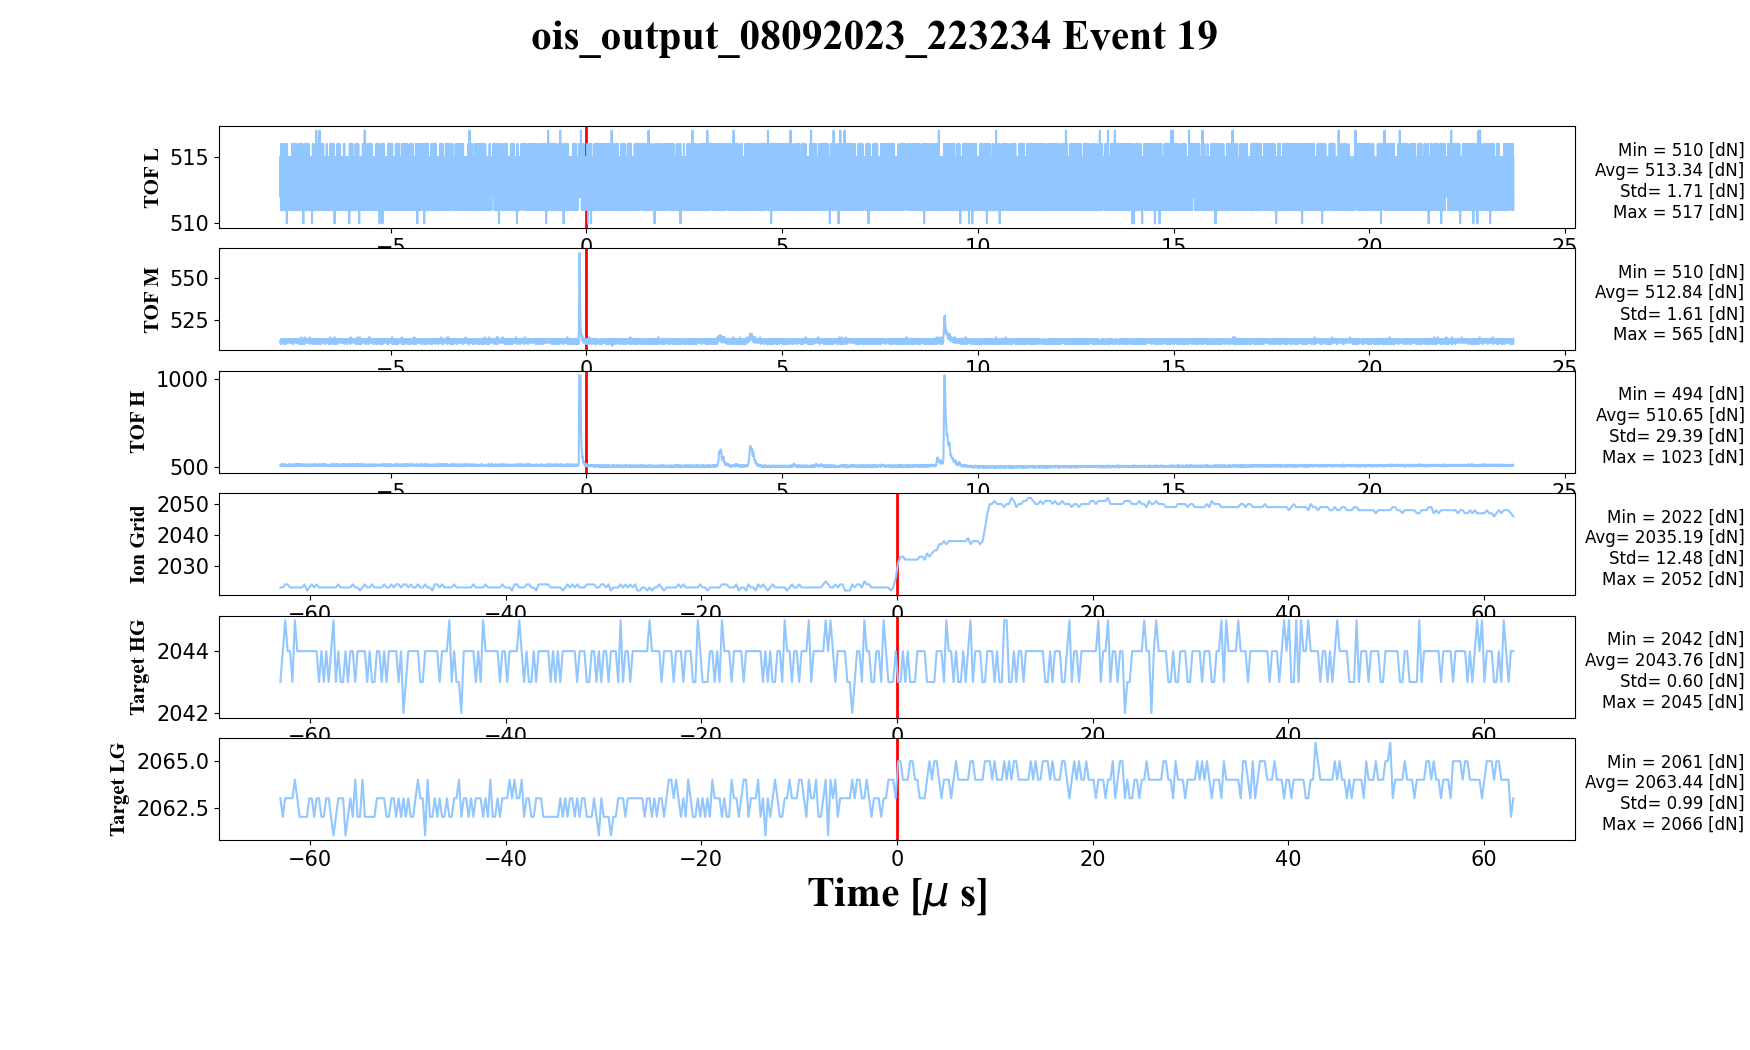 ois_output_08092023_223234 Event 19
TOF L
515
510
−5 0 5 10 15 20 25
Min = 510 [dN]
Avg= 513.34 [dN]
Std= 1.71 [dN]
Max = 517 [dN]
TOF M
550
525
−5 0 5 10 15 20 25
Min = 510 [dN]
Avg= 512.84 [dN]
Std= 1.61 [dN]
Max = 565 [dN]
TOF H
1000
500
−5 0 5 10 15 20 25
Min = 494 [dN]
Avg= 510.65 [dN]
Std= 29.39 [dN]
Max = 1023 [dN]
Ion Grid
2050
2040
2030
−60 −40 −20 0 20 40 60
Min = 2022 [dN]
Avg= 2035.19 [dN]
Std= 12.48 [dN]
Max = 2052 [dN]
Target HG
2044
2042
−60 −40 −20 0 20 40 60
Min = 2042 [dN]
Avg= 2043.76 [dN]
Std= 0.60 [dN]
Max = 2045 [dN]
Target LG
2065.0
2062.5
−60 −40 −20 0 20 40 60
Min = 2061 [dN]
Avg= 2063.44 [dN]
Std= 0.99 [dN]
Max = 2066 [dN]
Time [μ s]